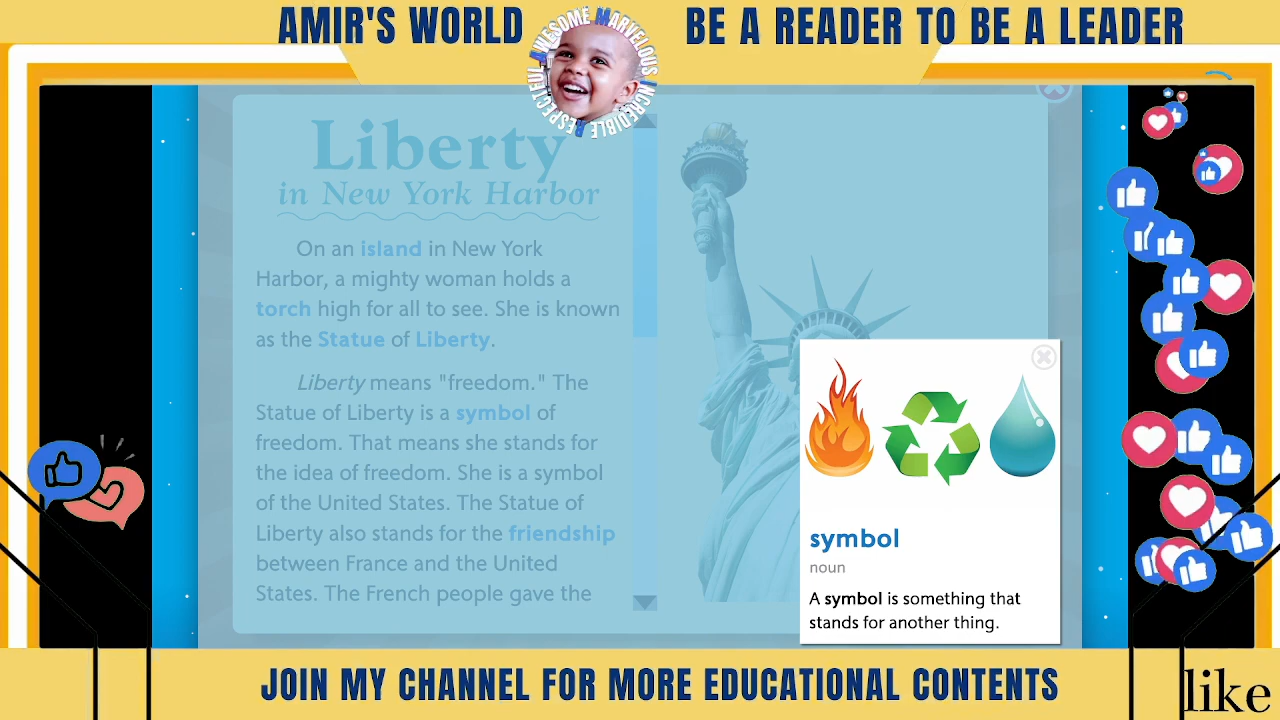 AMIR'S WORLD
BE A READER TO BE A LEADER
RESPECTFUL AWESOME MARVELOUS INCREDIBLE
Liberty
in New York Harbor
On an island in New York
Harbor, a mighty woman holds a
torch high for all to see. She is known
as the Statue of Liberty.
Liberty means "freedom." The
Statue of Liberty is a symbol of
freedom. That means she stands for
the idea of freedom. She is a symbol
of the United States. The Statue of
Liberty also stands for the friendship
between France and the United
States. The French people gave the
symbol
noun
A symbol is something that
stands for another thing.
JOIN MY CHANNEL FOR MORE EDUCATIONAL CONTENTS
like